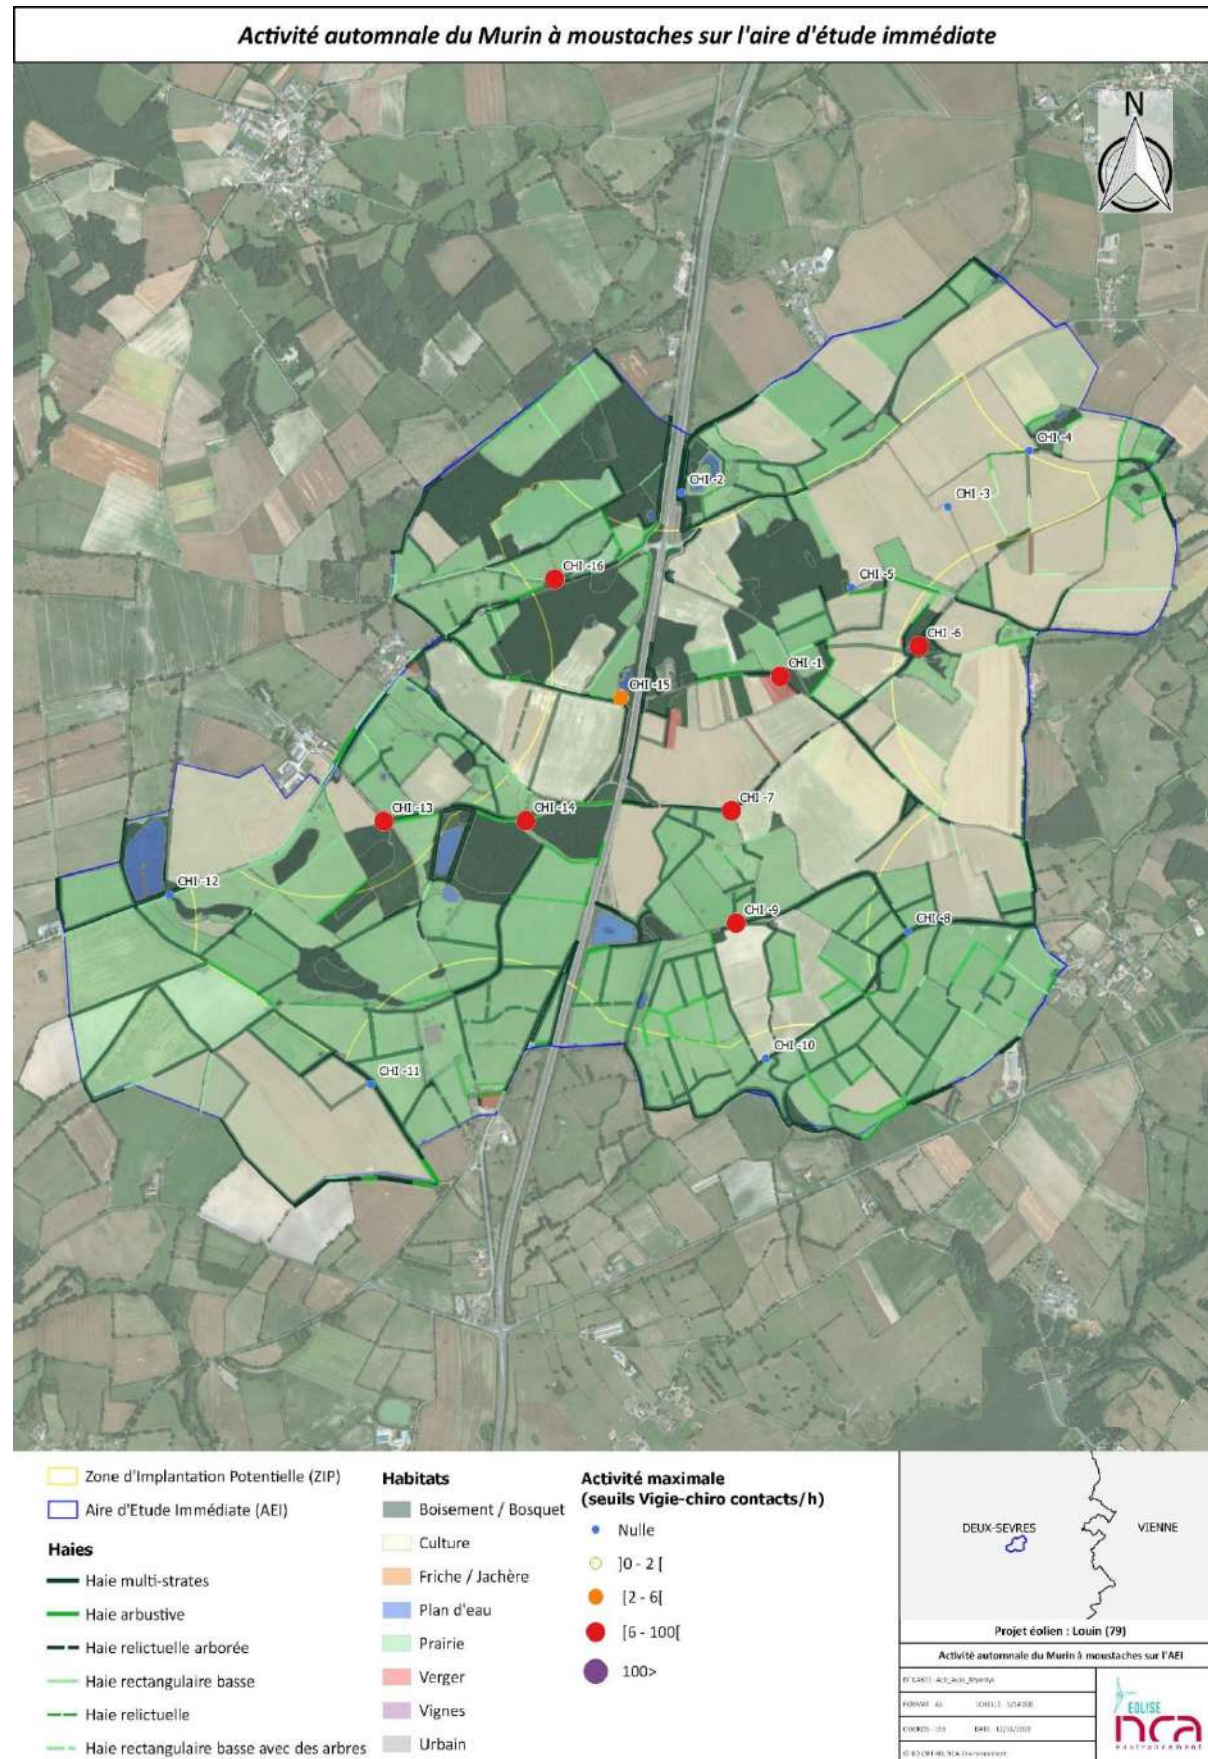 Activité automnale du Murin à moustaches sur l'aire d'étude immédiate
N
CHI -4
CHI -2
CHI -3
CHI -16
CHI -5
CHI -6
CHI -1
CHI -15
CHI -7
CHI -13
CHI -14
CHI -12
CHI -9
CHI -8
CHI -10
CHI -11
Zone d'Implantation Potentielle (ZIP)
Aire d'Etude Immédiate (AEI)
Haies
Haie multi-strates
Haie arbustive
Haie relictuelle arborée
Haie rectangulaire basse
Haie relictuelle
Haie rectangulaire basse avec des arbres
Habitats
Boisement / Bosquet
Culture
Friche / Jachère
Plan d'eau
Prairie
Verger
Vignes
Urbain
Activité maximale
(seuils Vigie-chiro contacts/h)
Nulle
]0 - 2 [
[2 - 6[
[6 - 100[
100>
DEUX-SEVRES
VIENNE
Projet éolien : Louin (79)
Activité automnale du Murin à moustaches sur l'AEI
EOLISE
nca
environnement